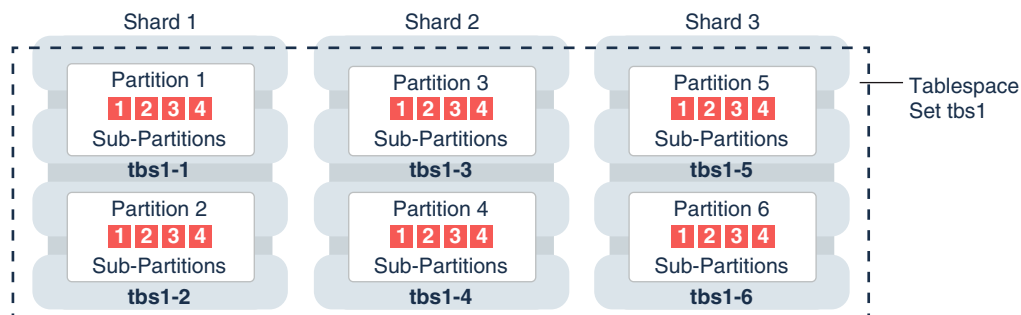 Shard 1
Shard 2
Shard 3
Partition 1
1 2 3 4
Sub-Partitions
tbs1-1
Partition 3
1 2 3 4
Sub-Partitions
tbs1-3
Partition 5
1 2 3 4
Sub-Partitions
tbs1-5
Tablespace
Set tbs1
Partition 2
1 2 3 4
Sub-Partitions
tbs1-2
Partition 4
1 2 3 4
Sub-Partitions
tbs1-4
Partition 6
1 2 3 4
Sub-Partitions
tbs1-6